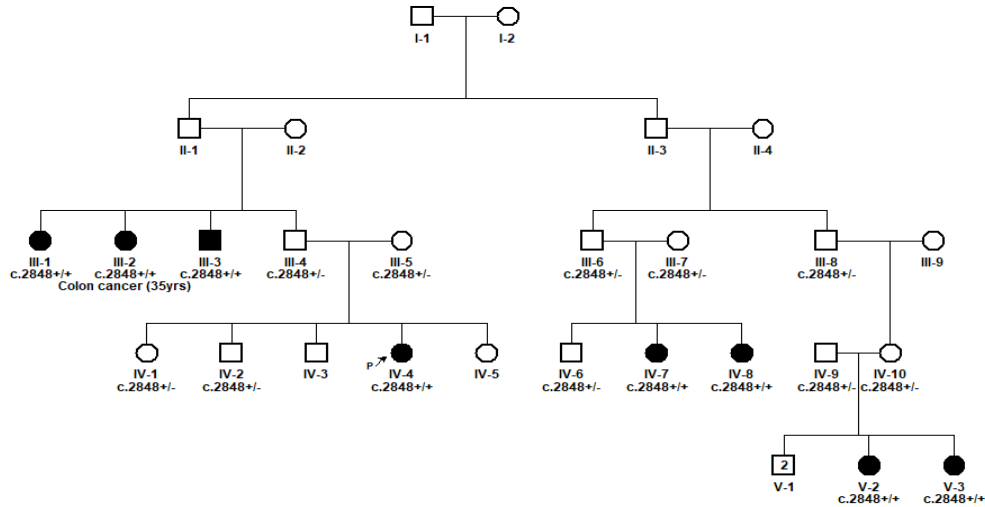 I-1 I-2
II-1 II-2 II-3 II-4
III-1 III-2 III-3 III-4 III-5 III-6 III-7 III-8 III-9
c.2848+/+ c.2848+/+ c.2848+/+ c.2848+/- c.2848+/- c.2848+/- c.2848+/- c.2848+/-
Colon cancer (35yrs)
P
IV-1 IV-2 IV-3 IV-4 IV-5 IV-6 IV-7 IV-8 IV-9 IV-10
c.2848+/- c.2848+/- c.2848+/+ c.2848+/- c.2848+/+ c.2848+/+ c.2848+/- c.2848+/-
2
V-1 V-2 V-3
c.2848+/+ c.2848+/+